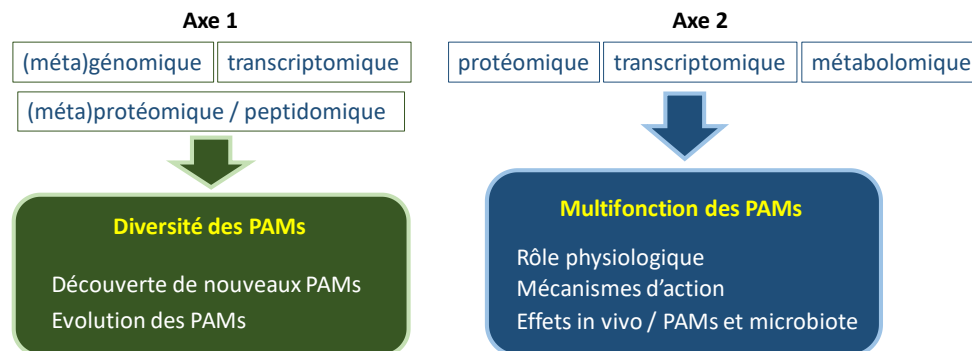 Axe 1
(méta)génomique
transcriptomique
(méta)protéomique / peptidomique
Diversité des PAMs
Découverte de nouveaux PAMs
Evolution des PAMs
Axe 2
protéomique
transcriptomique
métabolomique
Multifonction des PAMs
Rôle physiologique
Mécanismes d'action
Effets in vivo / PAMs et microbiote